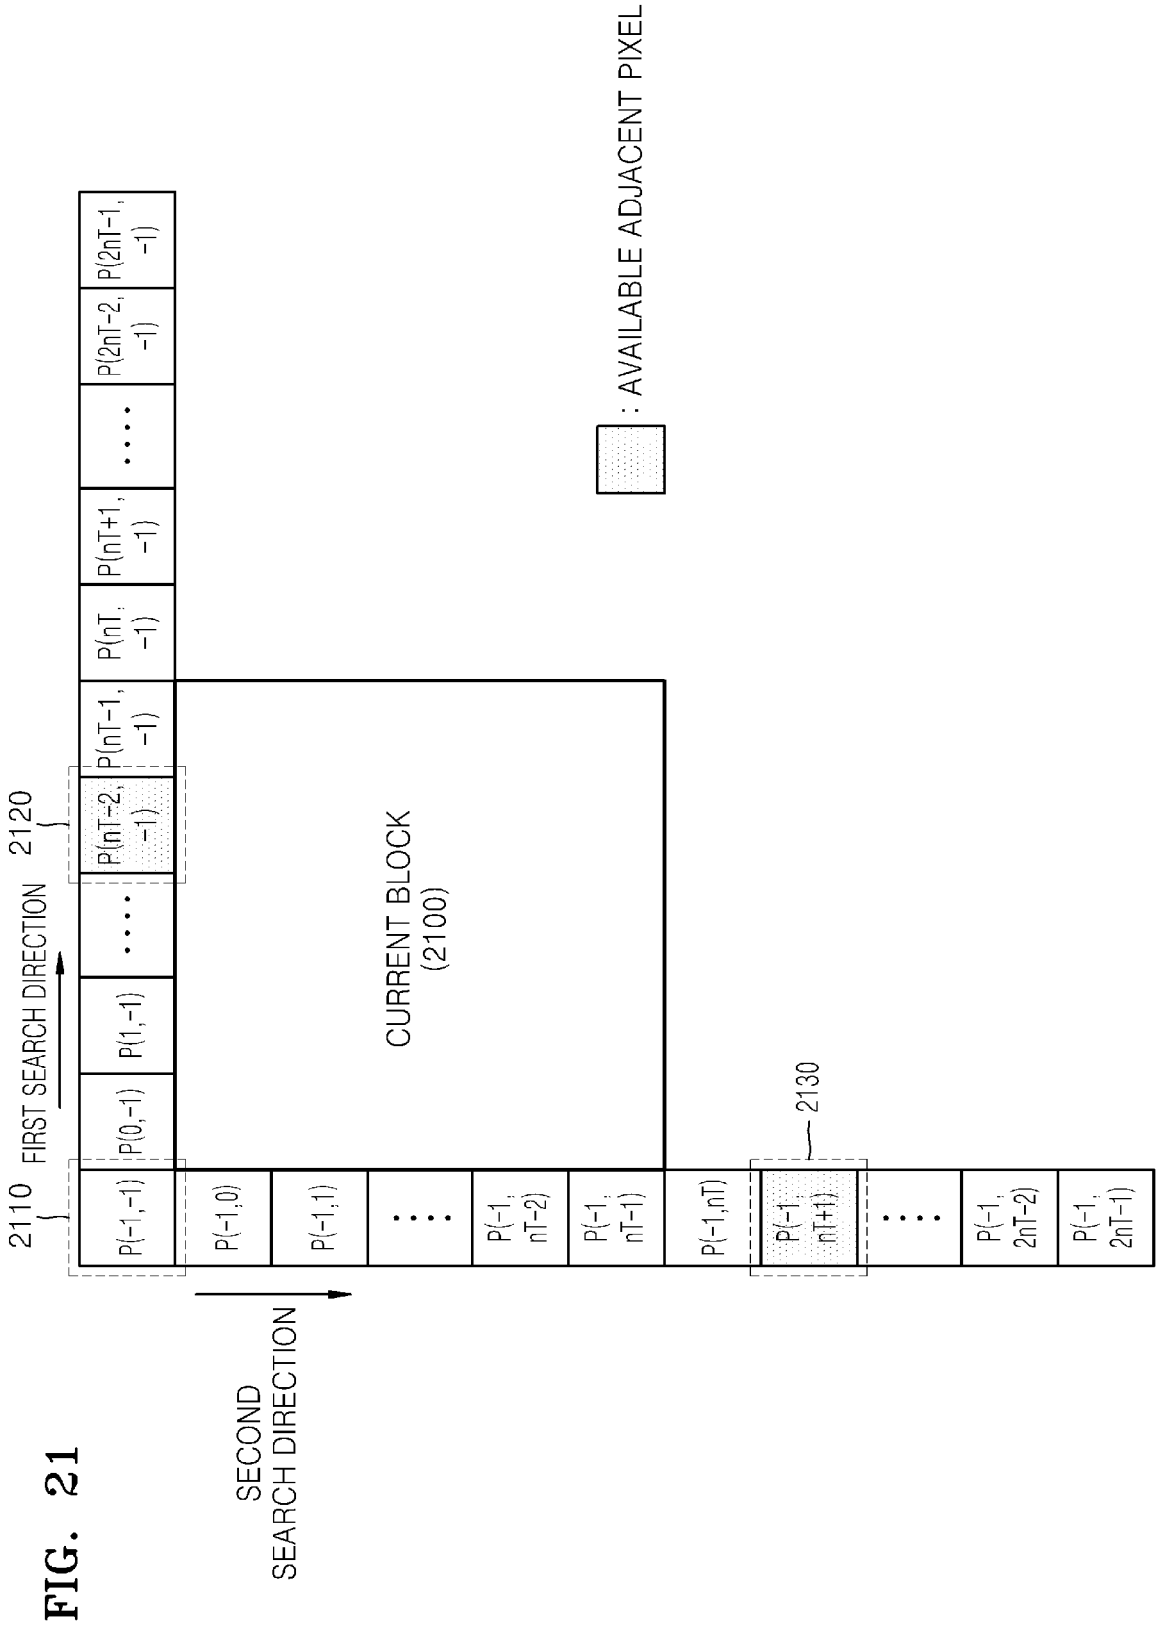 FIG. 21
2110
FIRST SEARCH DIRECTION
2120
P(-1,-1)
P(0,-1)
P(1,-1)
....
P(nT-2,
-1)
P(nT-1,
-1)
P(nT,
-1)
P(nT+1,
-1)
....
P(2nT-2,
-1)
P(2nT-1,
-1)
SECOND
SEARCH DIRECTION
P(-1,0)
P(-1,1)
....
P(-1,
nT-2)
P(-1,
nT-1)
P(-1,nT)
P(-1,
nT+1)
2130
....
P(-1,
2nT-2)
P(-1,
2nT-1)
CURRENT BLOCK
(2100)
: AVAILABLE ADJACENT PIXEL